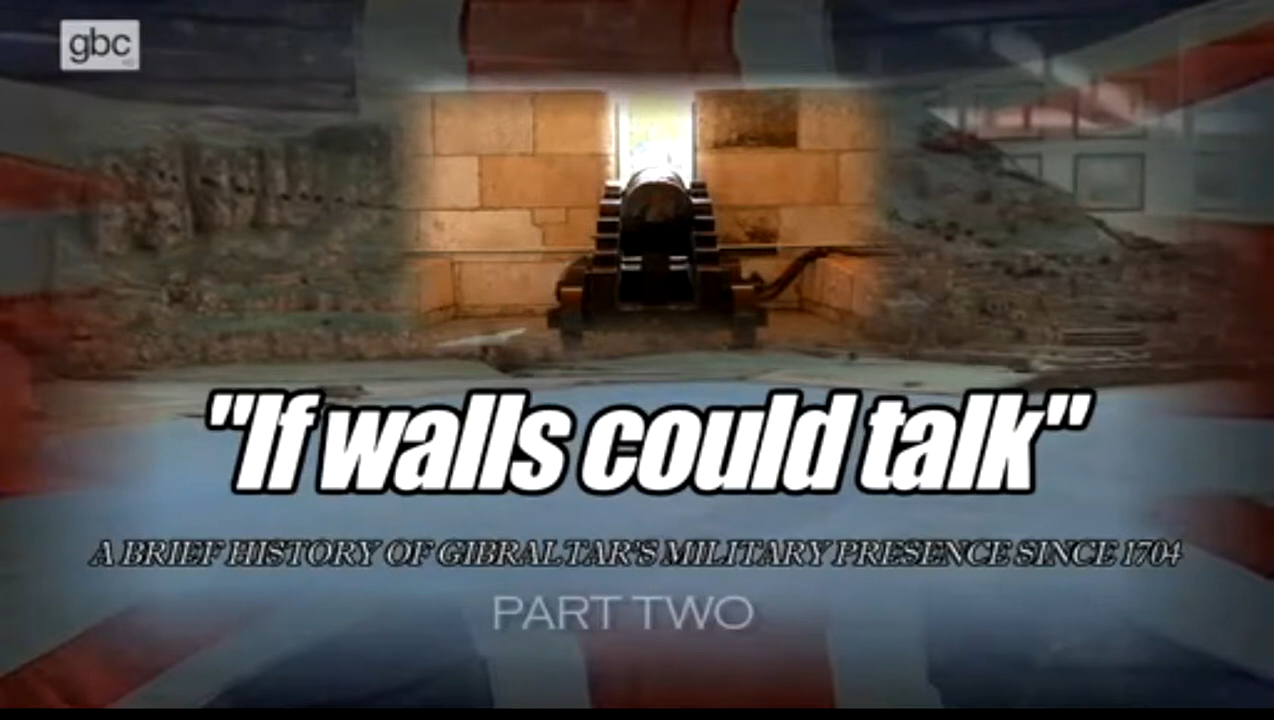 gbc
"If walls could talk"
A BRIEF HISTORY OF GIBRALTAR'S MILITARY PRESENCE SINCE 1704
PART TWO